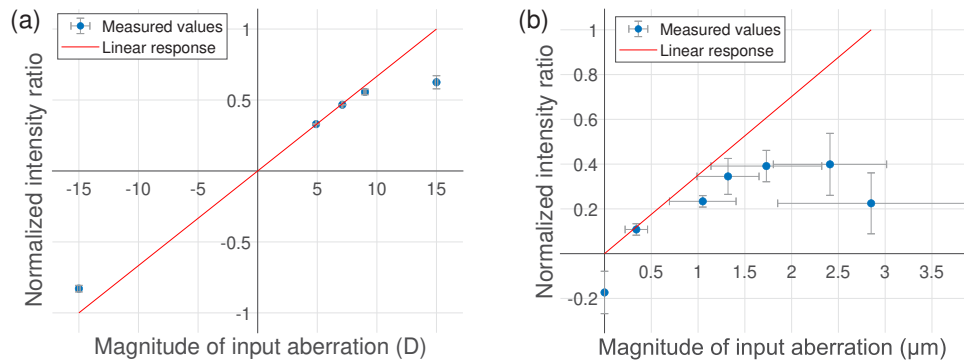 (a)
Measured values
Linear response
1
0.5
-0.5
-1
-15
-10
-5
5
10
15
Normalized intensity ratio
Magnitude of input aberration (D)
(b)
Measured values
Linear response
1
0.8
0.6
0.4
0.2
-0.2
0.5
1
1.5
2
2.5
3
3.5
Normalized intensity ratio
Magnitude of input aberration (μm)